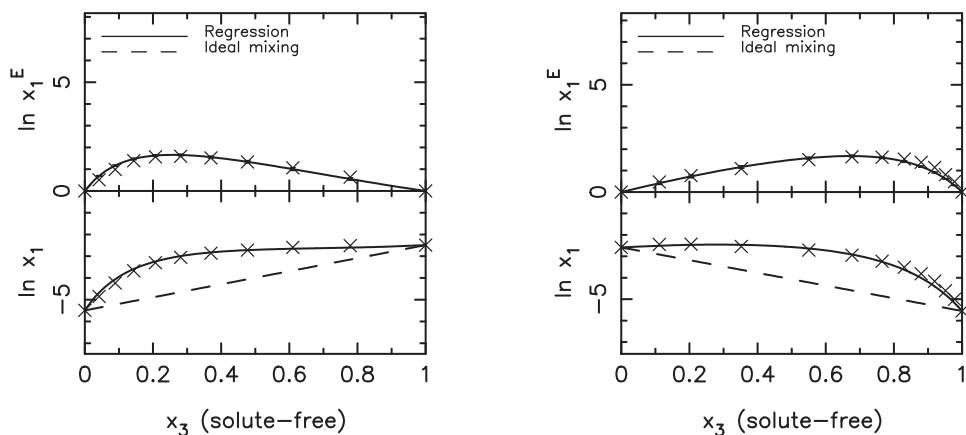 Regression
Ideal mixing
ln x₁ᴱ
5
0
ln x₁
−5
0 0.2 0.4 0.6 0.8 1
x₃ (solute−free)
Regression
Ideal mixing
ln x₁ᴱ
5
0
ln x₁
−5
0 0.2 0.4 0.6 0.8 1
x₃ (solute−free)